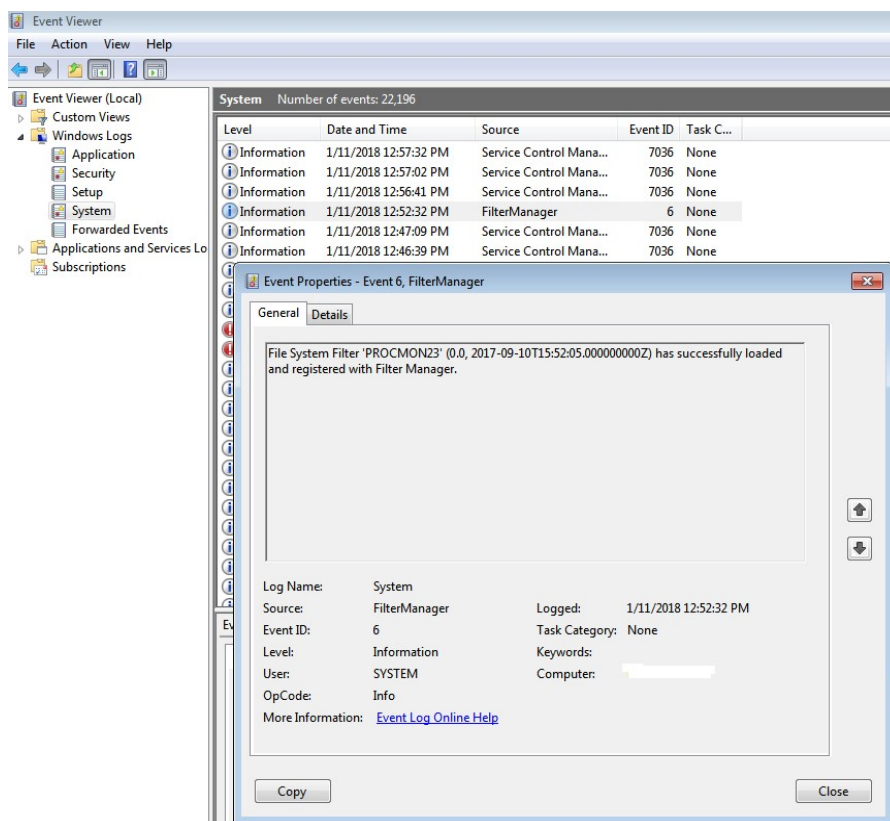 Event Viewer
File Action View Help
Event Viewer (Local)
Custom Views
Windows Logs
Application
Security
Setup
System
Forwarded Events
Applications and Services Lo
Subscriptions
System Number of events: 22,196
Level Date and Time Source Event ID Task C...
Information 1/11/2018 12:57:32 PM Service Control Mana... 7036 None
Information 1/11/2018 12:57:02 PM Service Control Mana... 7036 None
Information 1/11/2018 12:56:41 PM Service Control Mana... 7036 None
Information 1/11/2018 12:52:32 PM FilterManager 6 None
Information 1/11/2018 12:47:09 PM Service Control Mana... 7036 None
Information 1/11/2018 12:46:39 PM Service Control Mana... 7036 None
Ev
Event Properties - Event 6, FilterManager
General Details
File System Filter 'PROCMON23' (0.0, 2017-09-10T15:52:05.000000000Z) has successfully loaded
and registered with Filter Manager.
Log Name: System
Source: FilterManager Logged: 1/11/2018 12:52:32 PM
Event ID: 6 Task Category: None
Level: Information Keywords:
User: SYSTEM Computer:
OpCode: Info
More Information: Event Log Online Help
Copy Close